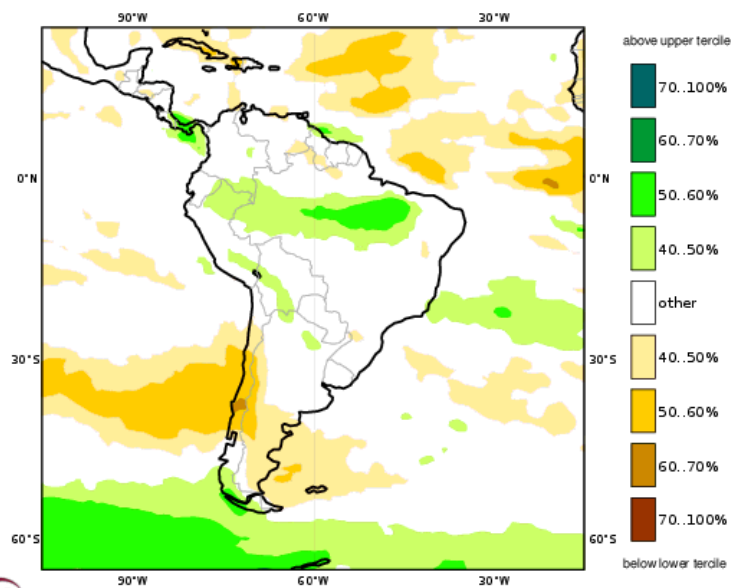 90°W 60°W 30°W
above upper tercile
70..100%
60..70%
50..60%
40..50%
other
40..50%
50..60%
60..70%
70..100%
below lower tercile
0°N 0°N
30°S 30°S
60°S 60°S
90°W 60°W 30°W